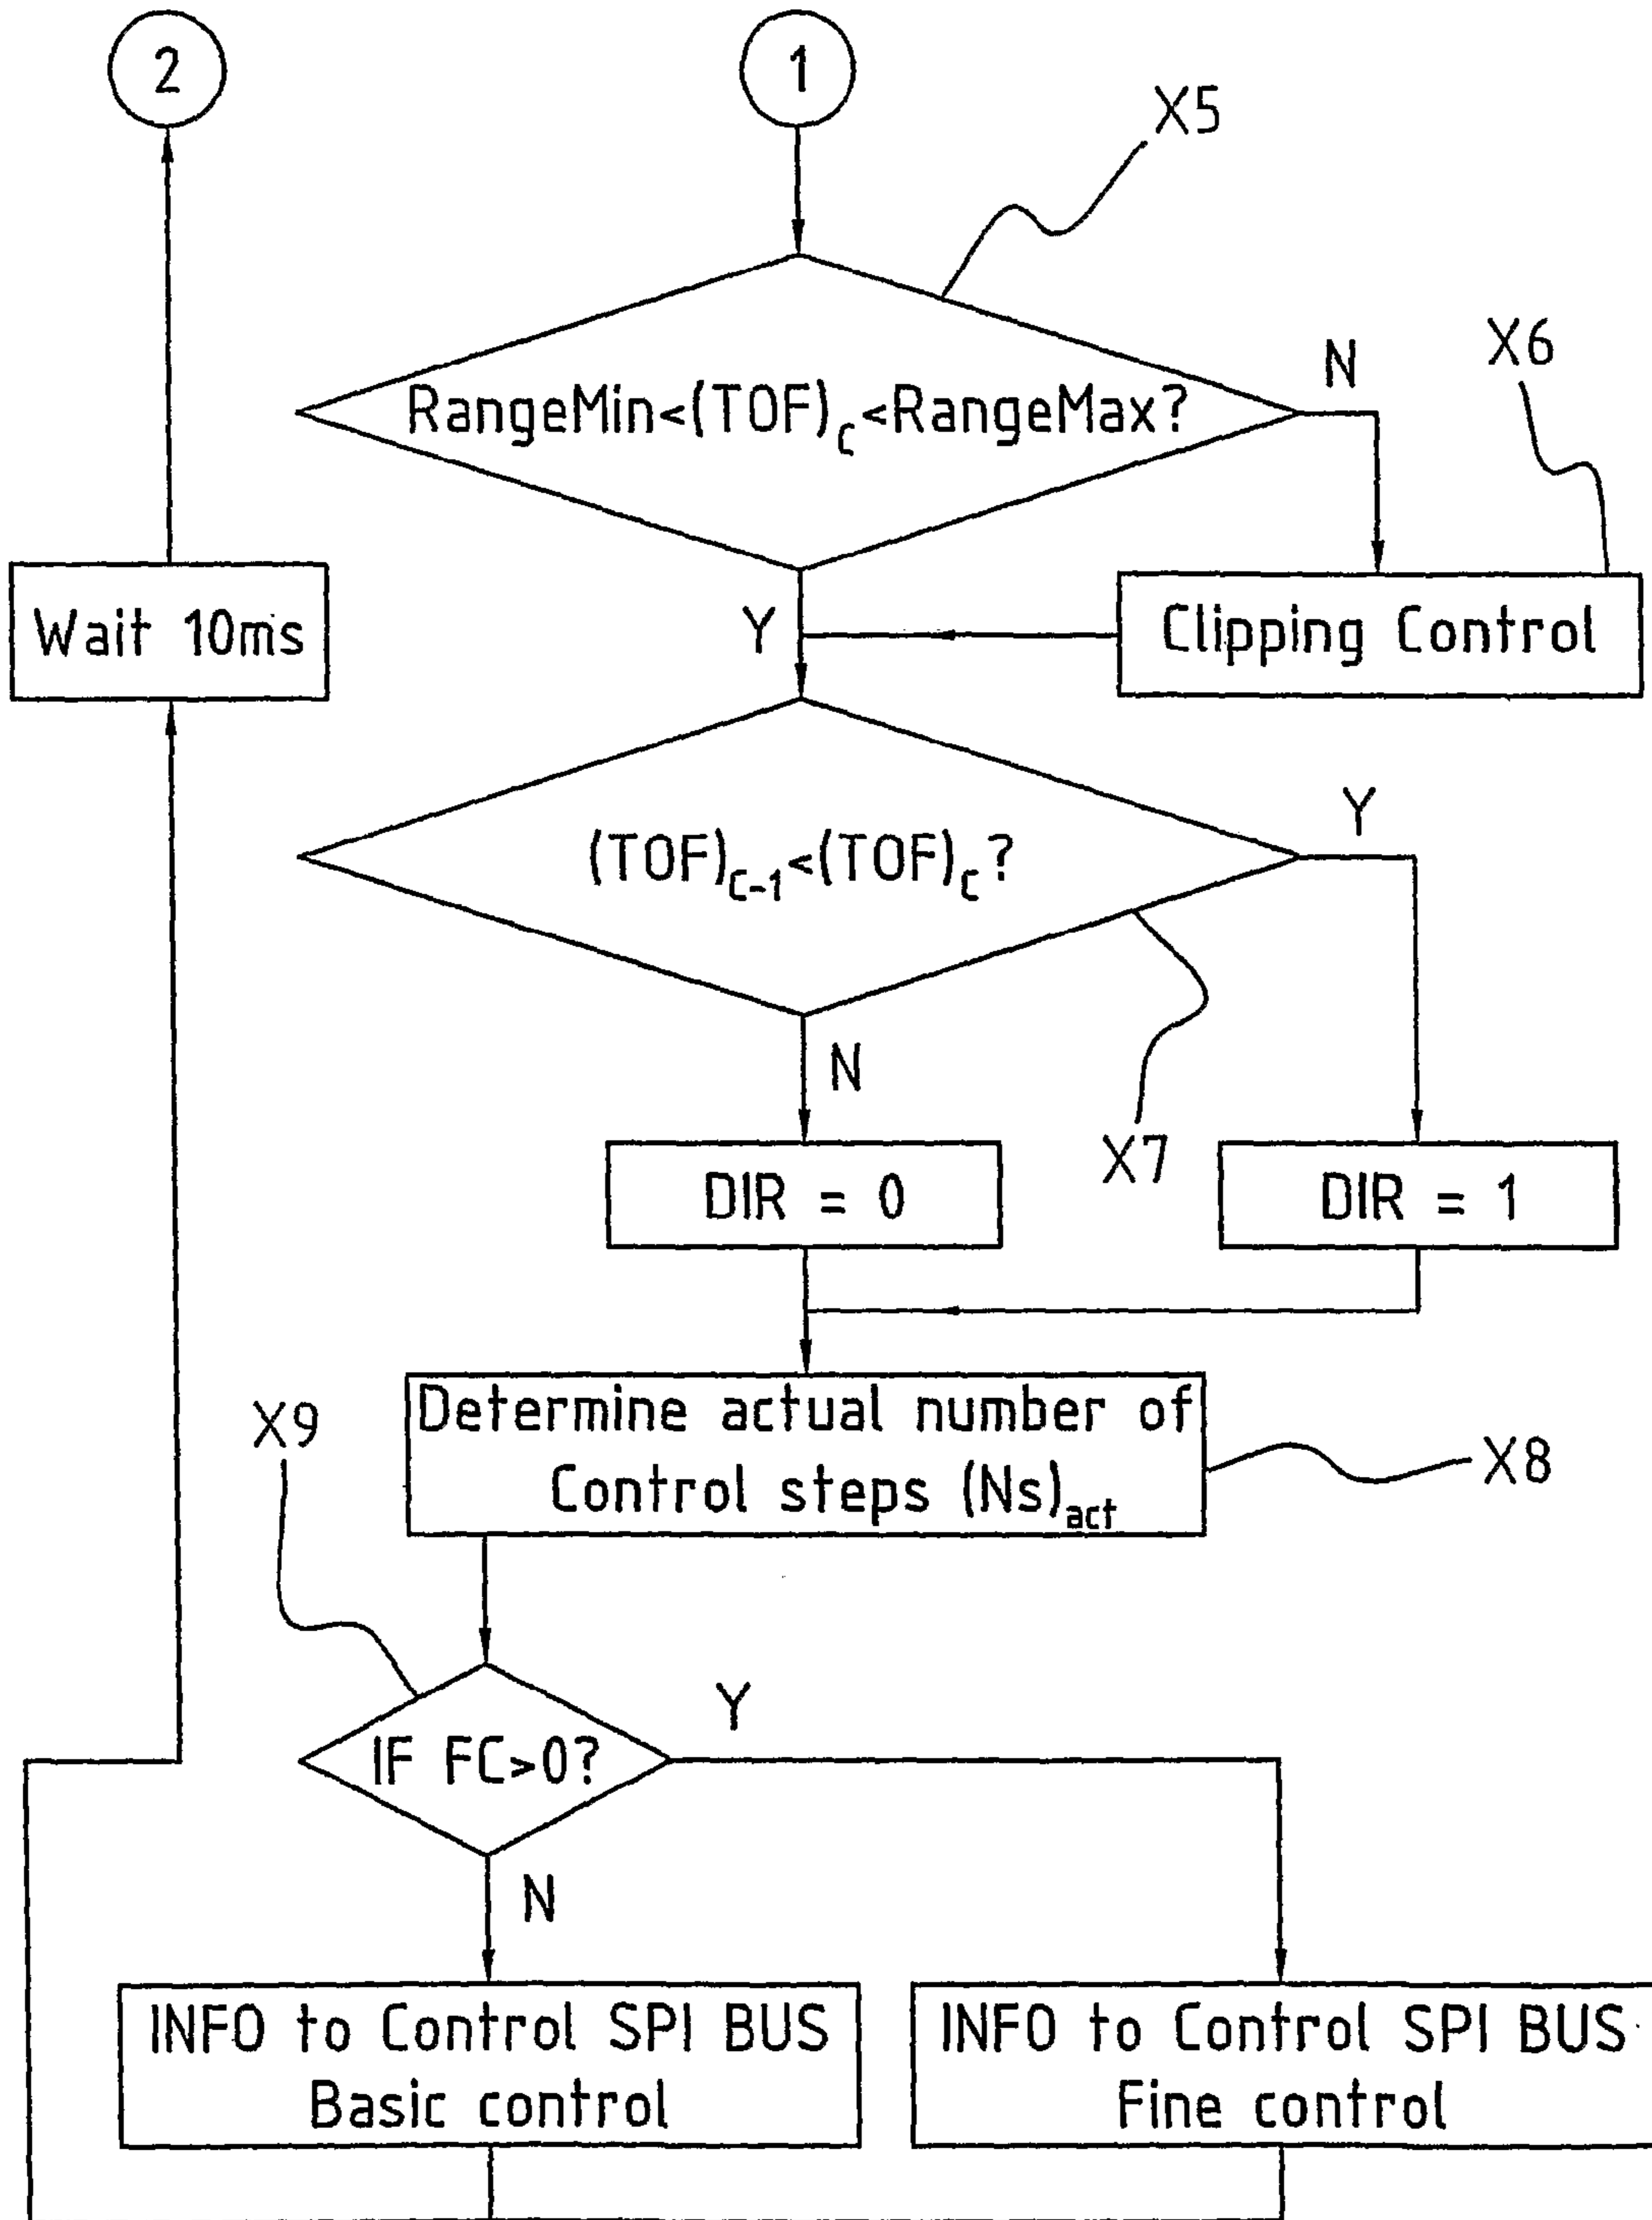 2
1
X5
RangeMin<(TOF)c<RangeMax?
N
X6
Wait 10ms
Y
Clipping Control
(TOF)c-1<(TOF)c?
Y
N
X7
DIR = 0
DIR = 1
X9
Determine actual number of
Control steps (Ns)act
X8
IF FC>0?
Y
N
INFO to Control SPI BUS
Basic control
INFO to Control SPI BUS
Fine control